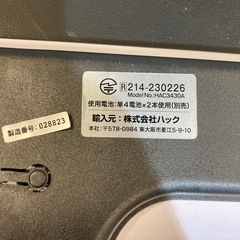 R 214-230226
Model No.HAC3430A
使用電池：単4電池×2本使用(別売)
輸入元：株式会社ハック
本社：〒578-0984 東大阪市菱江5-9-10
製造番号：028823